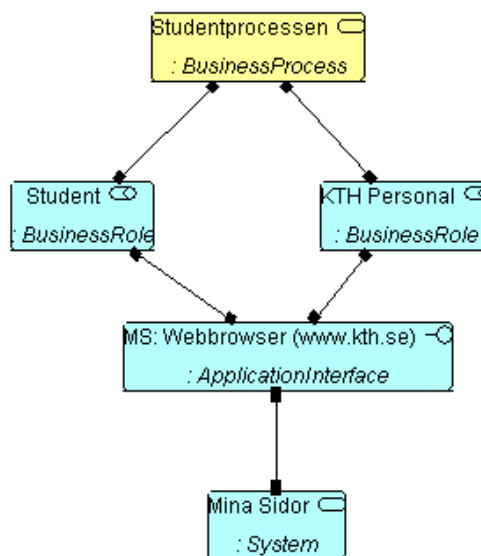 Studentprocessen
: BusinessProcess
Student
: BusinessRole
KTH Personal
: BusinessRole
MS: Webbrowser (www.kth.se)
: ApplicationInterface
Mina Sidor
: System